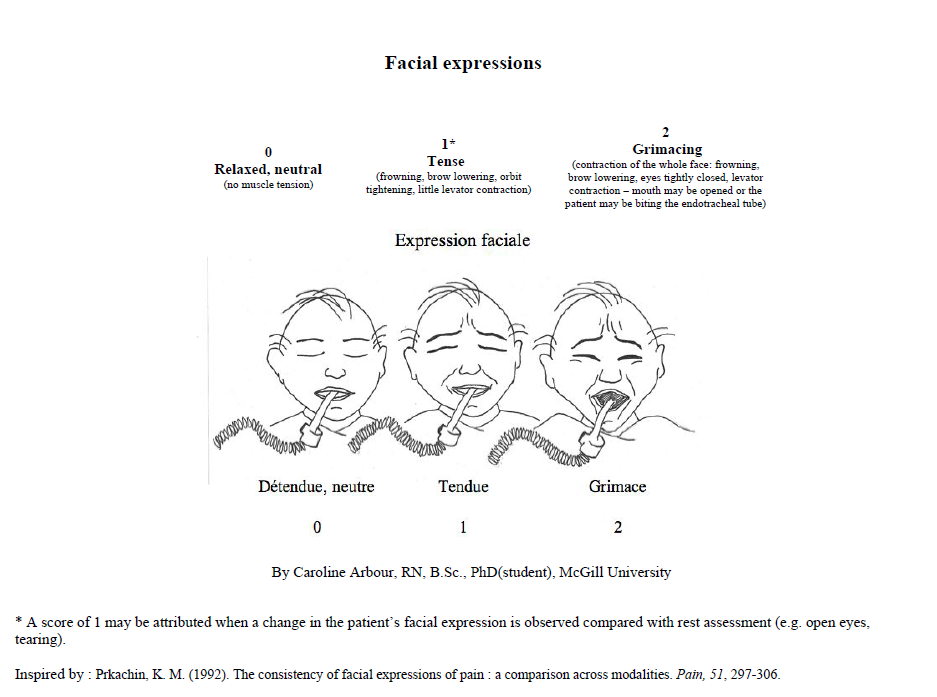 Facial expressions
0
Relaxed, neutral
(no muscle tension)
1*
Tense
(frowning, brow lowering, orbit
tightening, little levator contraction)
2
Grimacing
(contraction of the whole face: frowning,
brow lowering, eyes tightly closed, levator
contraction – mouth may be opened or the
patient may be biting the endotracheal tube)
Expression faciale
Détendue, neutre Tendue Grimace
0 1 2
By Caroline Arbour, RN, B.Sc., PhD(student), McGill University
* A score of 1 may be attributed when a change in the patient's facial expression is observed compared with rest assessment (e.g. open eyes,
tearing).
Inspired by : Prkachin, K. M. (1992). The consistency of facial expressions of pain : a comparison across modalities. Pain, 51, 297-306.